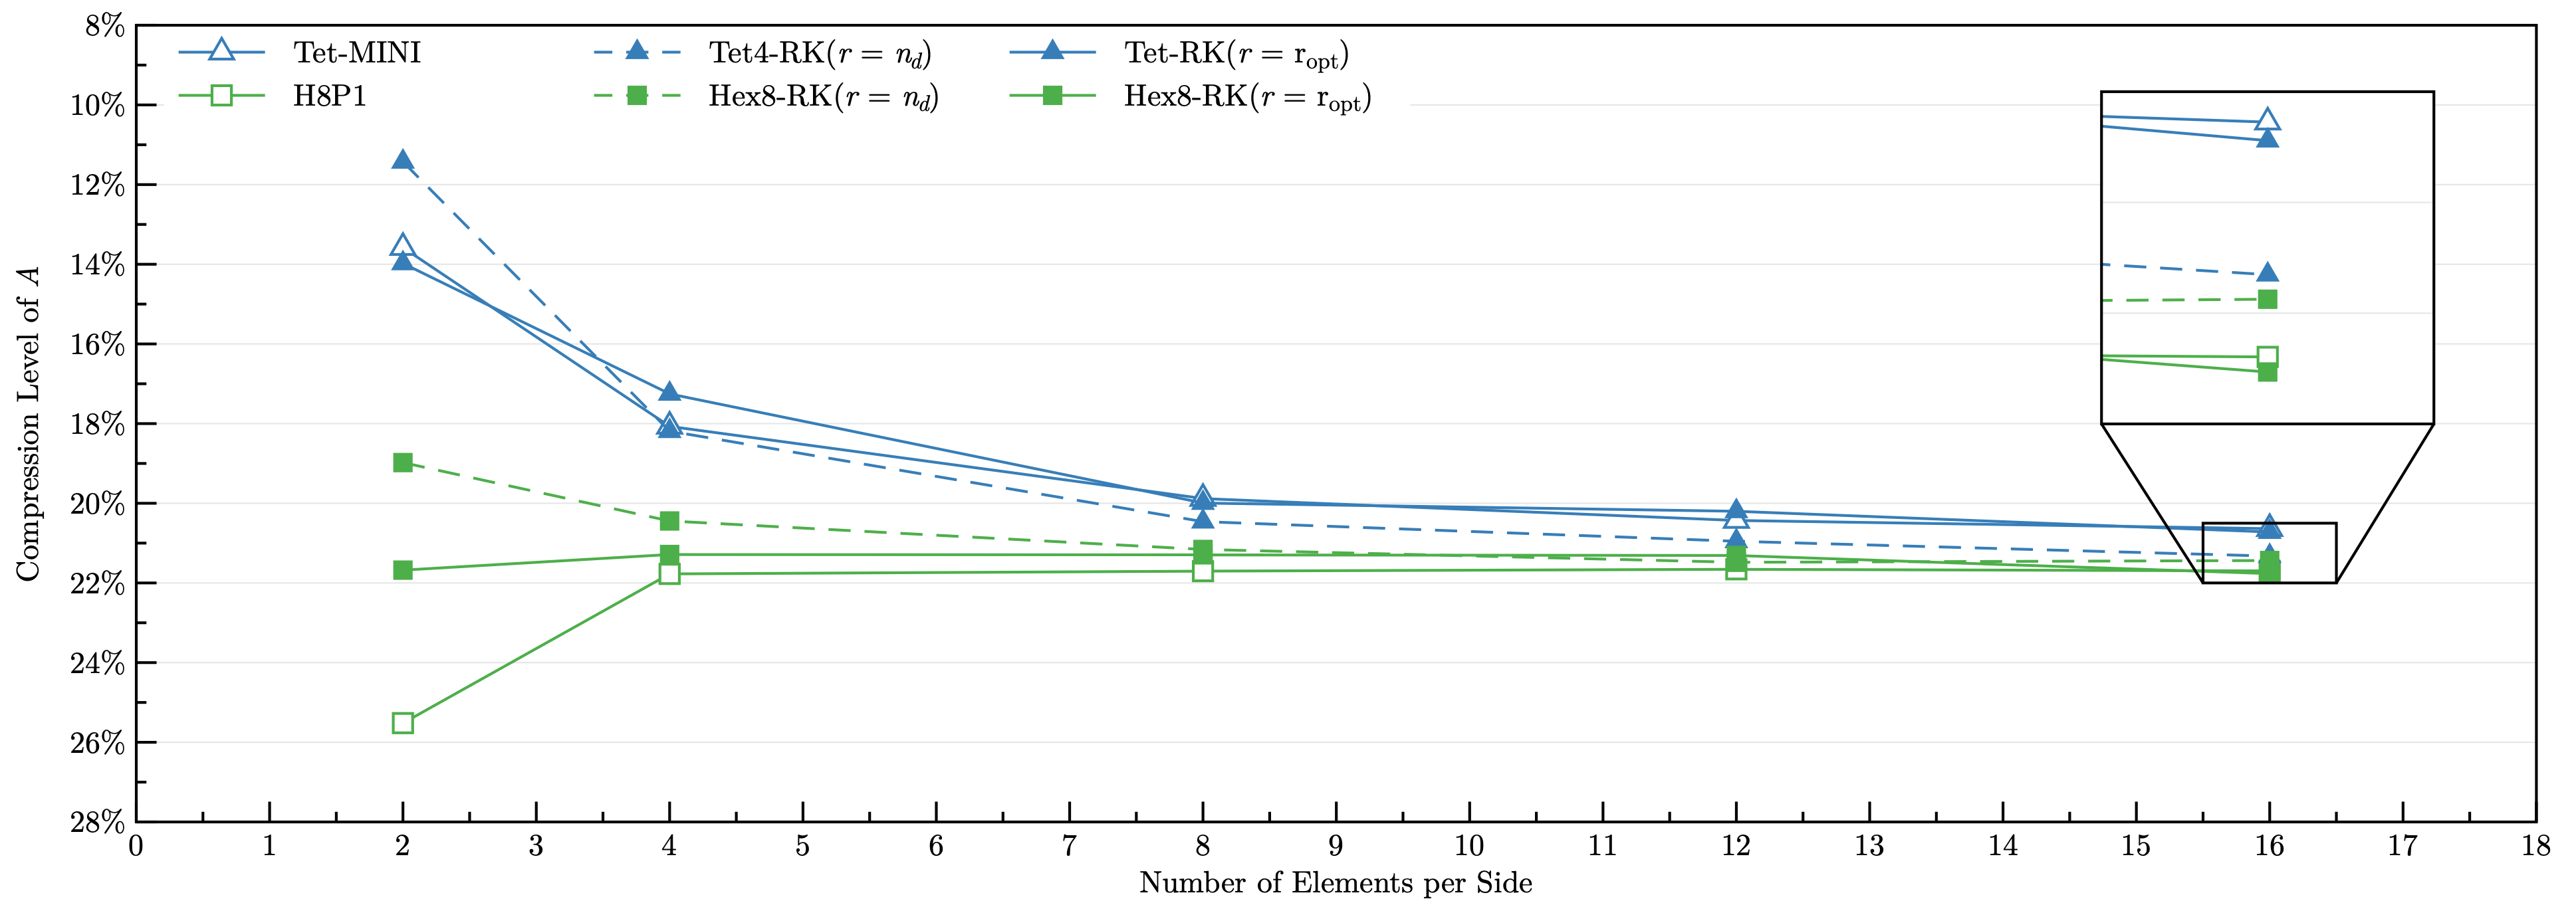 8%
10%
12%
14%
16%
18%
20%
22%
24%
26%
28%
Compression Level of A
Tet-MINI Tet4-RK(r = n_d) Tet-RK(r = r_opt)
H8P1 Hex8-RK(r = n_d) Hex8-RK(r = r_opt)
0 1 2 3 4 5 6 7 8 9 10 11 12 13 14 15 16 17 18
Number of Elements per Side